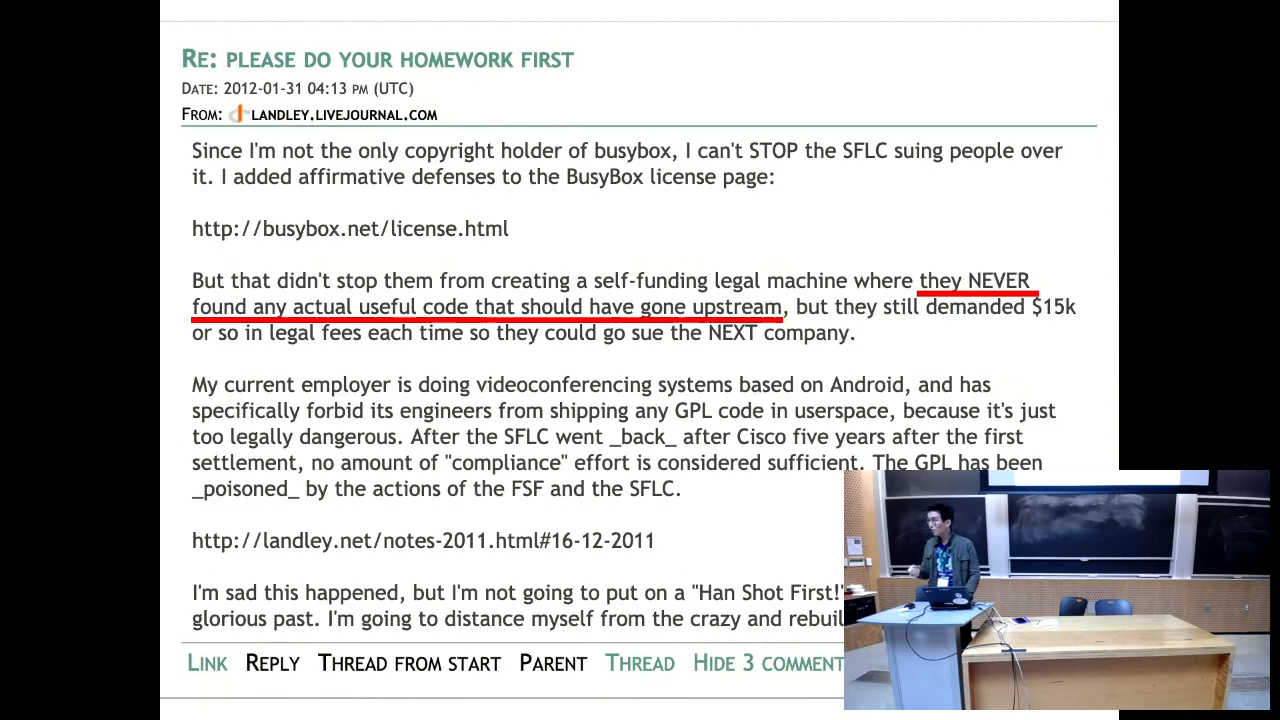 Re: please do your homework first
Date: 2012-01-31 04:13 pm (UTC)
From: landley.livejournal.com
Since I'm not the only copyright holder of busybox, I can't STOP the SFLC suing people over
it. I added affirmative defenses to the BusyBox license page:
http://busybox.net/license.html
But that didn't stop them from creating a self-funding legal machine where they NEVER
found any actual useful code that should have gone upstream, but they still demanded $15k
or so in legal fees each time so they could go sue the NEXT company.
My current employer is doing videoconferencing systems based on Android, and has
specifically forbid its engineers from shipping any GPL code in userspace, because it's just
too legally dangerous. After the SFLC went _back_ after Cisco five years after the first
settlement, no amount of "compliance" effort is considered sufficient. The GPL has been
_poisoned_ by the actions of the FSF and the SFLC.
http://landley.net/notes-2011.html#16-12-2011
I'm sad this happened, but I'm not going to put on a "Han Shot First!"
glorious past. I'm going to distance myself from the crazy and
Link Reply Thread from start Parent Thread Hide 3 comment